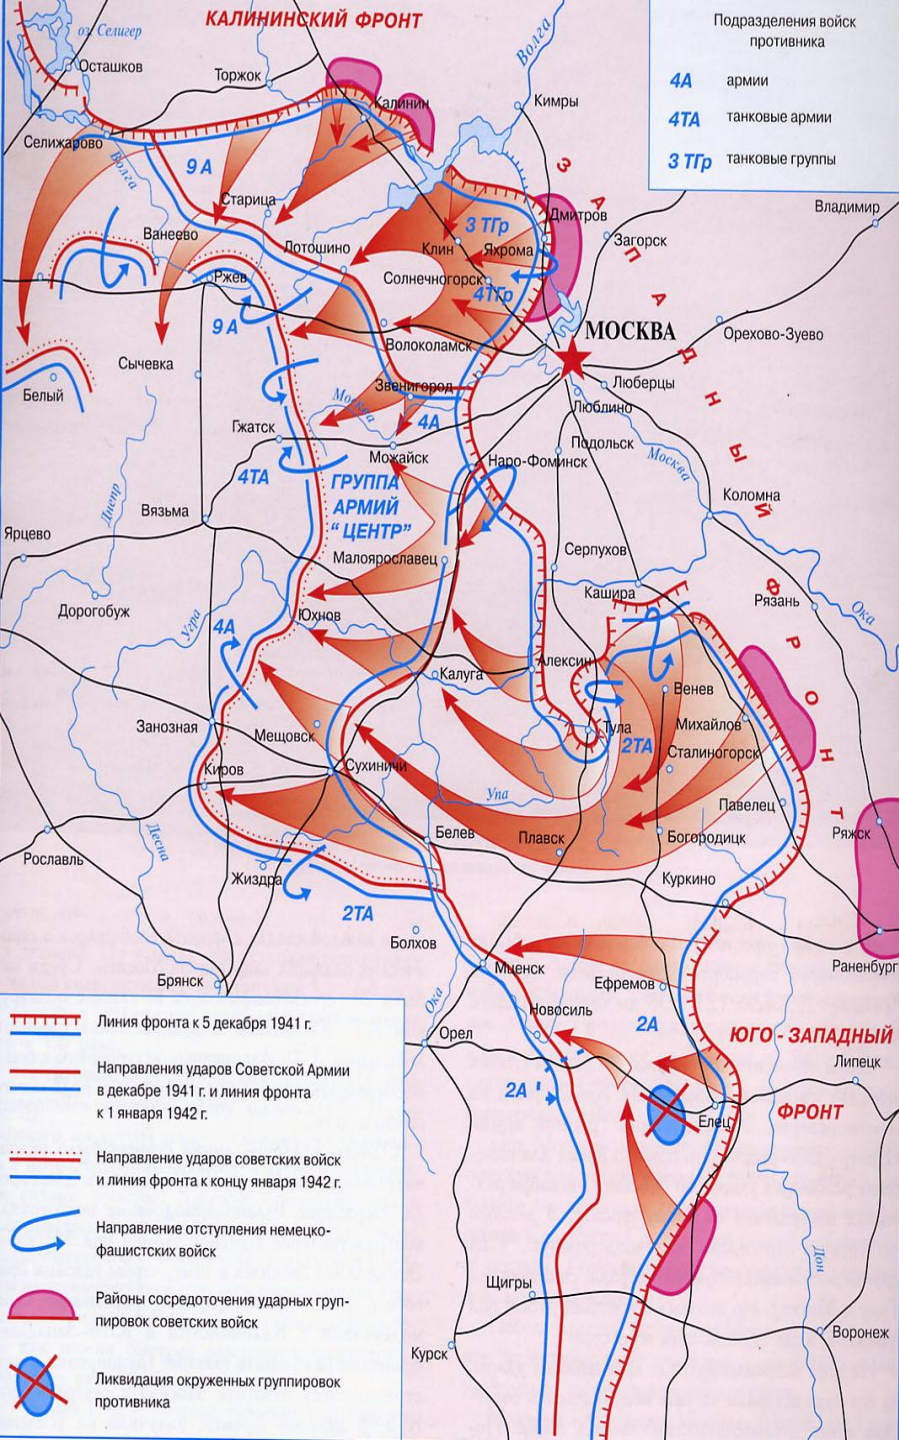 КАЛИНИНСКИЙ ФРОНТ
Подразделения войск
противника
4А армии
4ТА танковые армии
3 ТГр танковые группы
оз. Селигер
Осташков
Торжок
Калинин
Волга
Кимры
Селижарово
Волга
9 А
Старица
Ванеево
Лотошино
Ржев
3 ТГр
Клин
Яхрома
Дмитров
Загорск
Владимир
Солнечногорск
4ТГр
9 А
Волоколамск
МОСКВА
Орехово-Зуево
Сычевка
Белый
Звенигород
Москва
4А
Люберцы
Люблино
Гжатск
Можайск
Подольск
Москва
4ТА
ГРУППА
АРМИЙ
“ ЦЕНТР”
Наро-Фоминск
Коломна
Днепр
Вязьма
Ярцево
Малоярославец
Серпухов
Кашира
Рязань
Ока
Дорогобуж
Угра
4А
Юхнов
Калуга
Алексин
Венев
Михайлов
Занозная
Мещовск
Тула
2ТА
Сталиногорск
Киров
Сухиничи
Упа
Павелец
Ряжск
Рославль
Десна
Белев
Плавск
Богородицк
Жиздра
Куркино
2ТА
Болхов
Раненбург
Брянск
Мценск
Ефремов
Ока
Новосиль
2А
Орел
2А
Елец
ЮГО - ЗАПАДНЫЙ
ФРОНТ
Липецк
Дон
Щигры
Курск
Воронеж
ЗАПАДНЫЙ ФРОНТ
Линия фронта к 5 декабря 1941 г.
Направления ударов Советской Армии
в декабре 1941 г. и линия фронта
к 1 января 1942 г.
Направление ударов советских войск
и линия фронта к концу января 1942 г.
Направление отступления немецко-
фашистских войск
Районы сосредоточения ударных груп-
пировок советских войск
Ликвидация окруженных группировок
противника